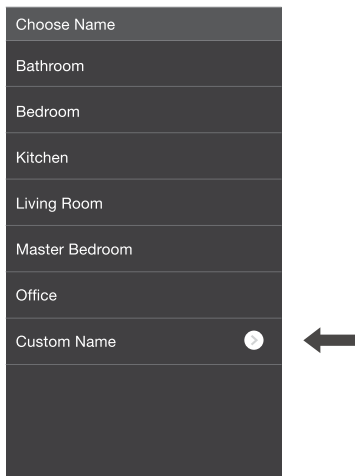 Choose Name
Bathroom
Bedroom
Kitchen
Living Room
Master Bedroom
Office
Custom Name